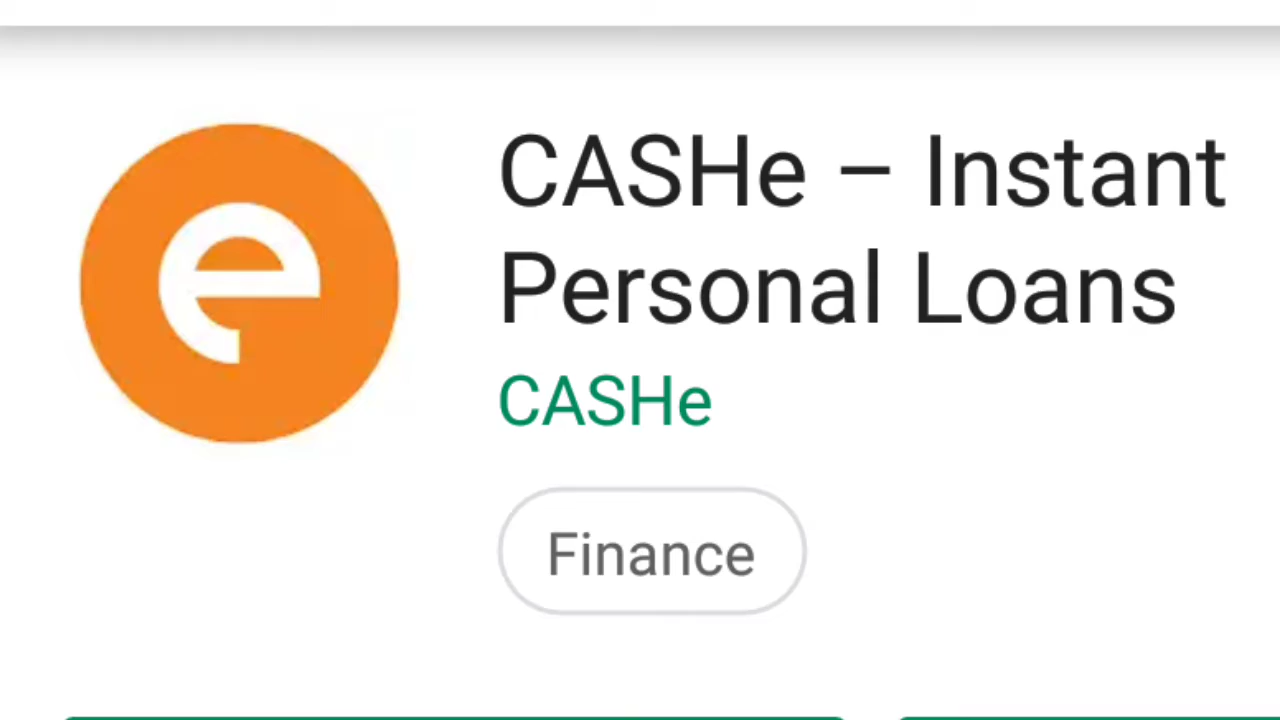 e
CASHe – Instant
Personal Loans
CASHe
Finance